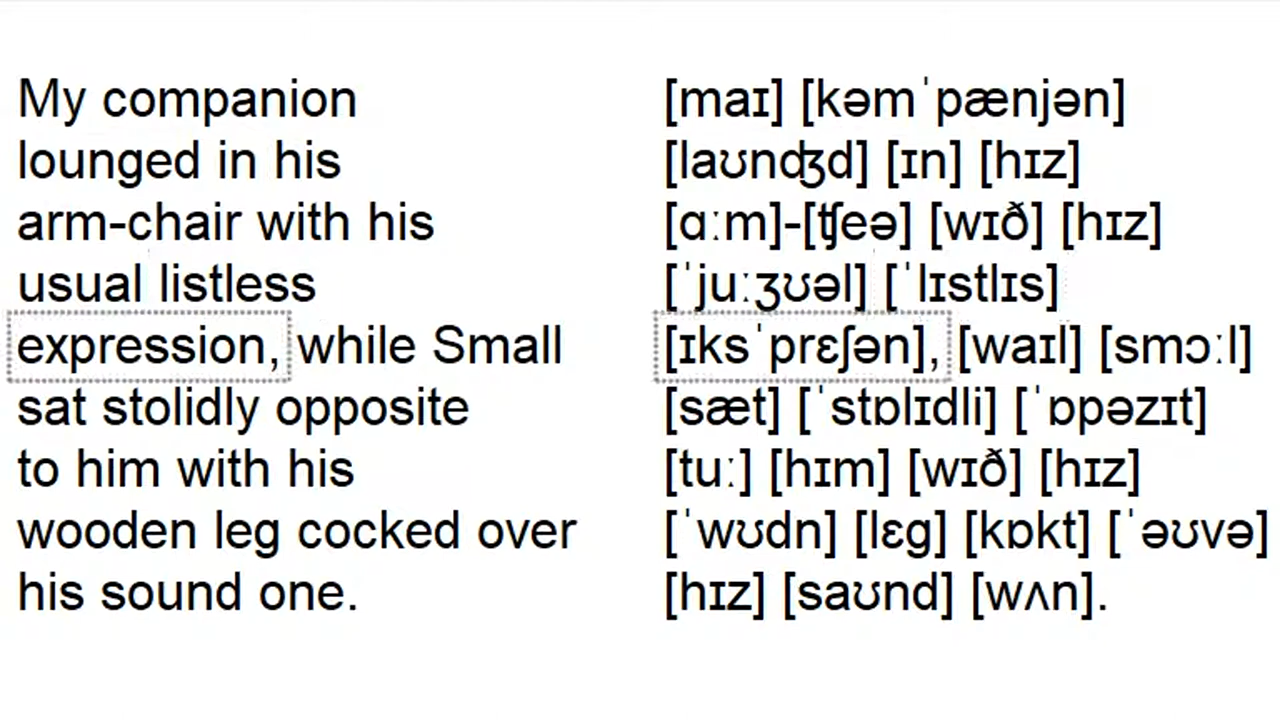 My companion
lounged in his
arm-chair with his
usual listless
expression, while Small
sat stolidly opposite
to him with his
wooden leg cocked over
his sound one.
[maɪ] [kəmˈpænjən]
[laʊnʤd] [ɪn] [hɪz]
[ɑːm]-[ʧeə] [wɪð] [hɪz]
[ˈjuːʒʊəl] [ˈlɪstlɪs]
[ɪksˈprɛʃən], [waɪl] [smɔːl]
[sæt] [ˈstɒlɪdli] [ˈɒpəzɪt]
[tuː] [hɪm] [wɪð] [hɪz]
[ˈwʊdn] [lɛg] [kɒkt] [ˈəʊvə]
[hɪz] [saʊnd] [wʌn].